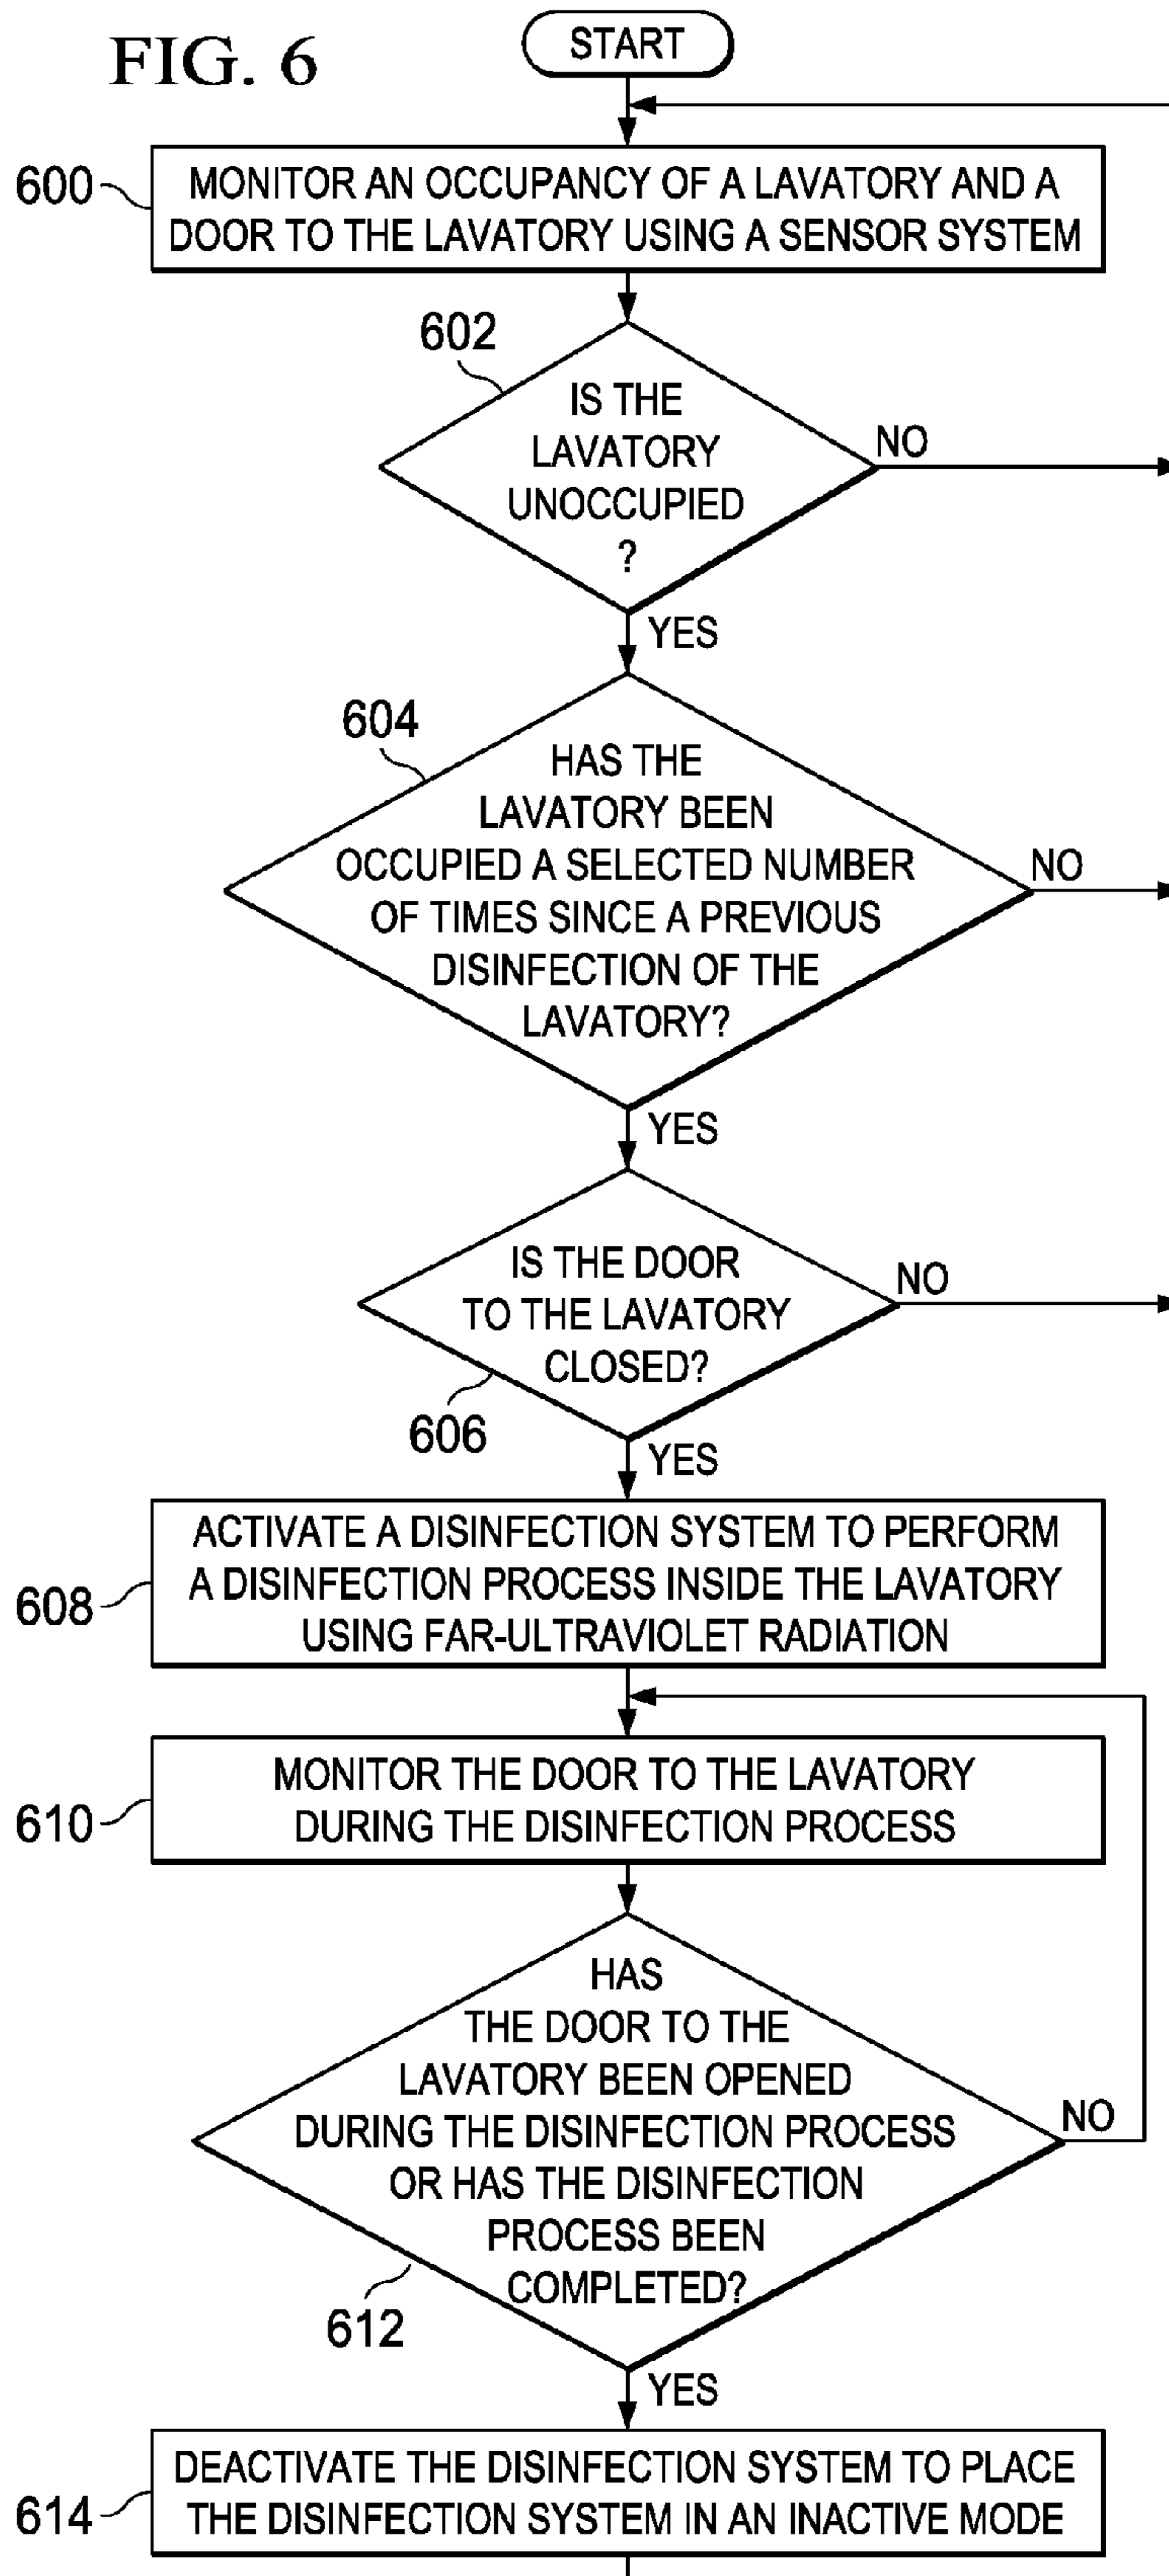 FIG. 6
START
600
MONITOR AN OCCUPANCY OF A LAVATORY AND A
DOOR TO THE LAVATORY USING A SENSOR SYSTEM
602
IS THE
LAVATORY
UNOCCUPIED
?
NO
YES
604
HAS THE
LAVATORY BEEN
OCCUPIED A SELECTED NUMBER
OF TIMES SINCE A PREVIOUS
DISINFECTION OF THE
LAVATORY?
NO
YES
IS THE DOOR
TO THE LAVATORY
CLOSED?
NO
606
YES
608
ACTIVATE A DISINFECTION SYSTEM TO PERFORM
A DISINFECTION PROCESS INSIDE THE LAVATORY
USING FAR-ULTRAVIOLET RADIATION
610
MONITOR THE DOOR TO THE LAVATORY
DURING THE DISINFECTION PROCESS
HAS
THE DOOR TO THE
LAVATORY BEEN OPENED
DURING THE DISINFECTION PROCESS
OR HAS THE DISINFECTION
PROCESS BEEN
COMPLETED?
NO
612
YES
614
DEACTIVATE THE DISINFECTION SYSTEM TO PLACE
THE DISINFECTION SYSTEM IN AN INACTIVE MODE